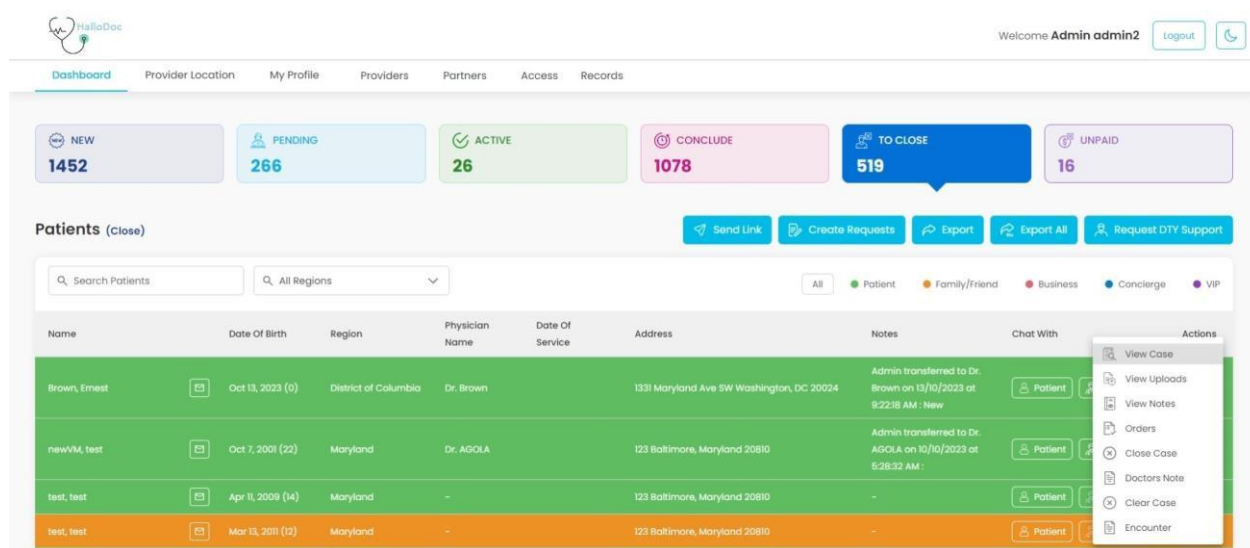 HalloDoc
Welcome Admin admin2 Logout
Dashboard Provider Location My Profile Providers Partners Access Records
NEW PENDING ACTIVE CONCLUDE TO CLOSE UNPAID
1452 266 26 1078 519 16
Patients (Close) Send Link Create Requests Export Export All Request DTY Support
Search Patients All Regions All Patient Family/Friend Business Concierge VIP
Name Date Of Birth Region Physician Name Date Of Service Address Notes Chat With Actions
Brown, Ernest Oct 13, 2023 (0) District of Columbia Dr. Brown 1331 Maryland Ave SW Washington, DC 20024
Admin transferred to Dr.
Brown on 13/10/2023 at
9:22:18 AM : New
Patient
newVM, test Oct 7, 2001 (22) Maryland Dr. AGOLA 123 Baltimore, Maryland 20810
Admin transferred to Dr.
AGOLA on 10/10/2023 at
5:28:32 AM :
Patient
test, test Apr 11, 2009 (14) Maryland - 123 Baltimore, Maryland 20810 - Patient
test, test Mar 13, 2011 (12) Maryland - 123 Baltimore, Maryland 20810 - Patient
View Case
View Uploads
View Notes
Orders
Close Case
Doctors Note
Clear Case
Encounter